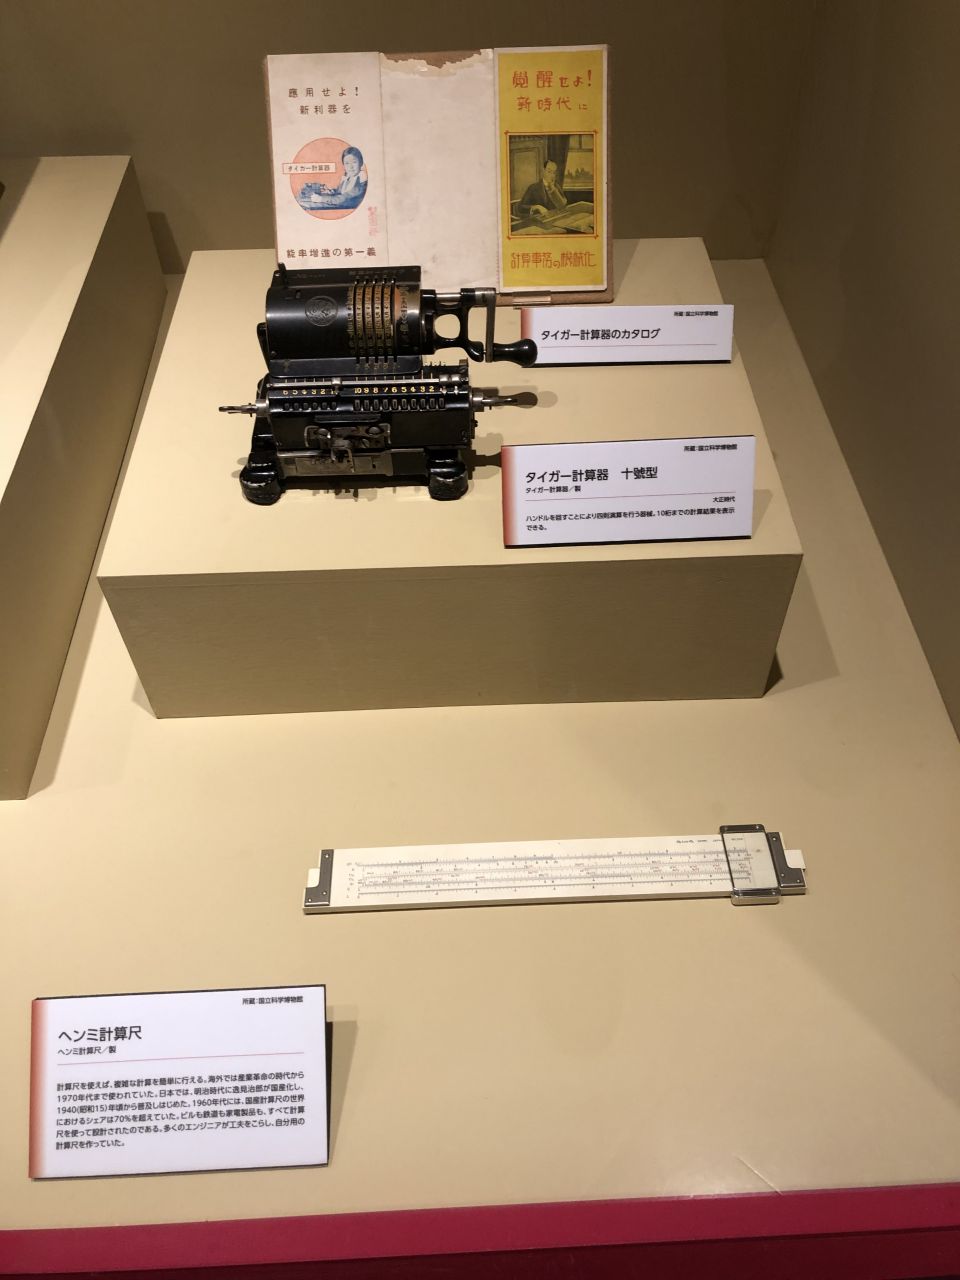 應用せよ!
新利器を
タイガー計算器
能率増進の第一義
覺醒せよ!
新時代に
計算事務の機械化
所蔵:国立科学博物館
タイガー計算器のカタログ
6 5 4 3 2 1
10 9 8 7 6 5 4 3 2
所蔵:国立科学博物館
タイガー計算器 十號型
タイガー計算器/製
大正時代
ハンドルを回すことにより四則演算を行う器械。10桁までの計算結果を表示
できる。
所蔵:国立科学博物館
ヘンミ計算尺
ヘンミ計算尺/製
計算尺を使えば、複雑な計算を簡単に行える。海外では産業革命の時代から
1970年代まで使われていた。日本では、明治時代に逸見治郎が国産化し、
1940(昭和15)年頃から普及しはじめた。1960年代には、国産計算尺の世界
におけるシェアは70%を超えていた。ビルも鉄道も家電製品も、すべて計算
尺を使って設計されたのである。多くのエンジニアが工夫をこらし、自分用の
計算尺を作っていた。